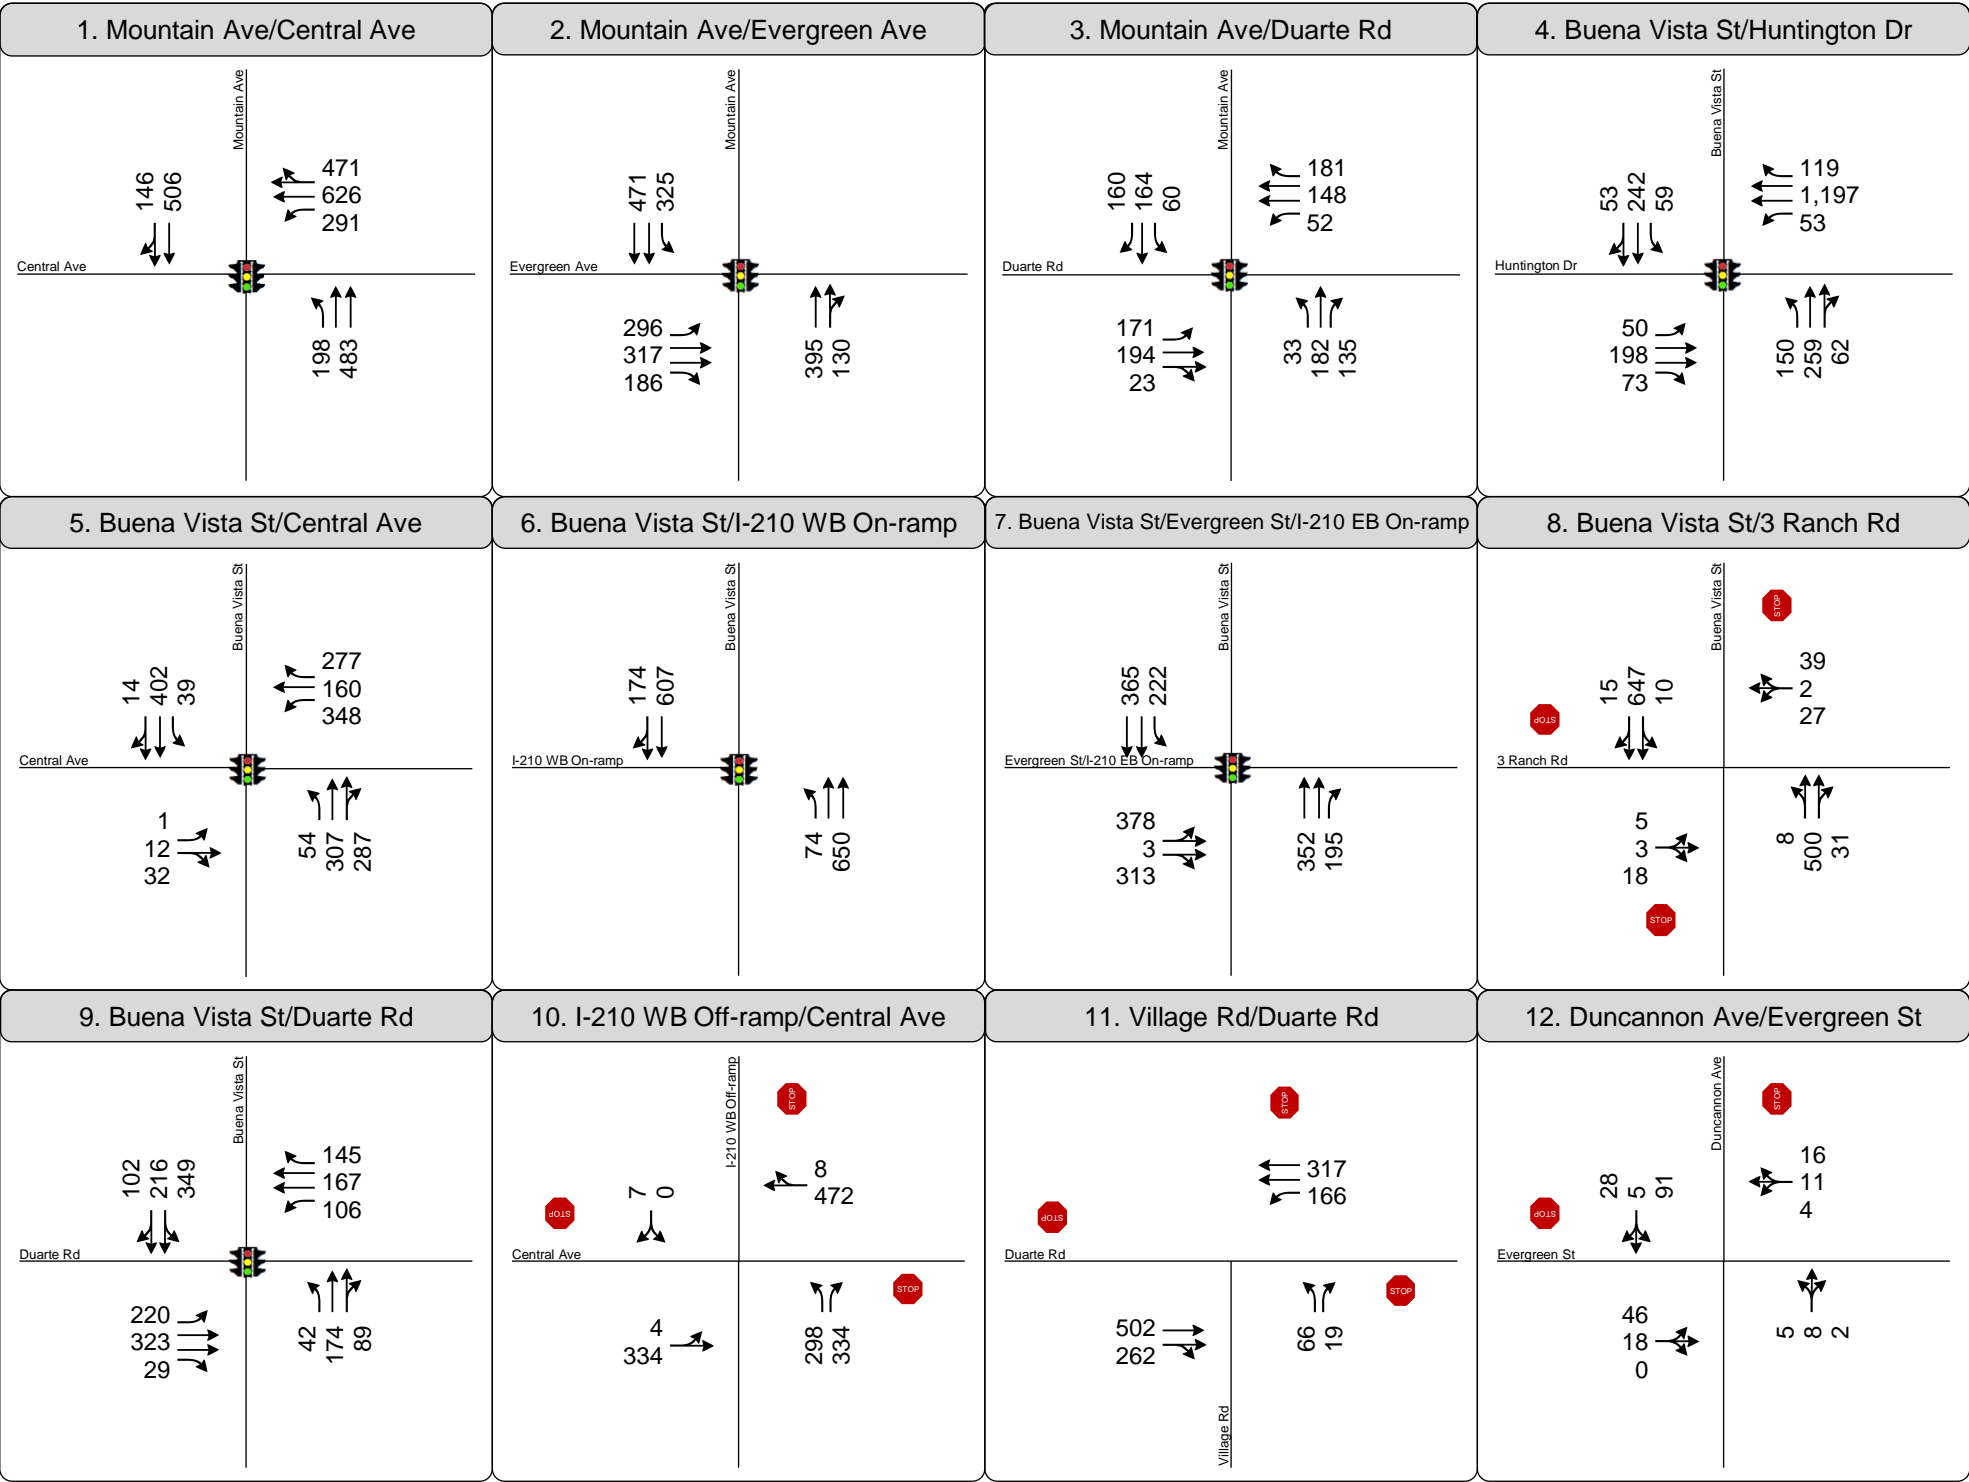 1. Mountain Ave/Central Ave
Mountain Ave
146
506
471
626
291
Central Ave
198
483
2. Mountain Ave/Evergreen Ave
Mountain Ave
471
325
Evergreen Ave
296
317
186
395
130
3. Mountain Ave/Duarte Rd
Mountain Ave
160
164
60
181
148
52
Duarte Rd
171
194
23
33
182
135
4. Buena Vista St/Huntington Dr
Buena Vista St
53
242
59
119
1,197
53
Huntington Dr
50
198
73
150
259
62
5. Buena Vista St/Central Ave
Buena Vista St
14
402
39
277
160
348
Central Ave
1
12
32
54
307
287
6. Buena Vista St/I-210 WB On-ramp
Buena Vista St
174
607
I-210 WB On-ramp
74
650
7. Buena Vista St/Evergreen St/I-210 EB On-ramp
Buena Vista St
365
222
Evergreen St/I-210 EB On-ramp
378
3
313
352
195
8. Buena Vista St/3 Ranch Rd
Buena Vista St
STOP
15
647
10
39
2
27
STOP
3 Ranch Rd
5
3
18
8
500
31
STOP
9. Buena Vista St/Duarte Rd
Buena Vista St
102
216
349
145
167
106
Duarte Rd
220
323
29
42
174
89
10. I-210 WB Off-ramp/Central Ave
I-210 WB Off-ramp
STOP
7
0
8
472
STOP
Central Ave
STOP
4
334
298
334
11. Village Rd/Duarte Rd
STOP
317
166
STOP
Duarte Rd
STOP
502
262
66
19
Village Rd
12. Duncannon Ave/Evergreen St
Duncannon Ave
STOP
28
5
91
16
11
4
STOP
Evergreen St
46
18
0
5
8
2